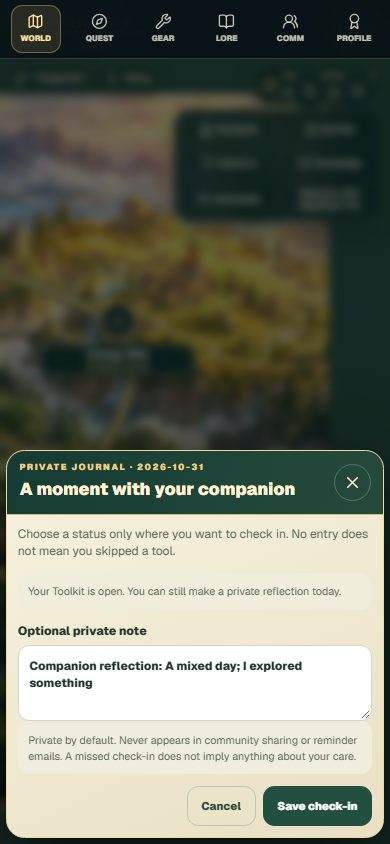 WORLD
QUEST
GEAR
LORE
COMM
PROFILE
PRIVATE JOURNAL · 2026-10-31
A moment with your companion
Choose a status only where you want to check in. No entry does
not mean you skipped a tool.
Your Toolkit is open. You can still make a private reflection today.
Optional private note
Companion reflection: A mixed day; I explored
something
Private by default. Never appears in community sharing or reminder
emails. A missed check-in does not imply anything about your care.
Cancel
Save check-in